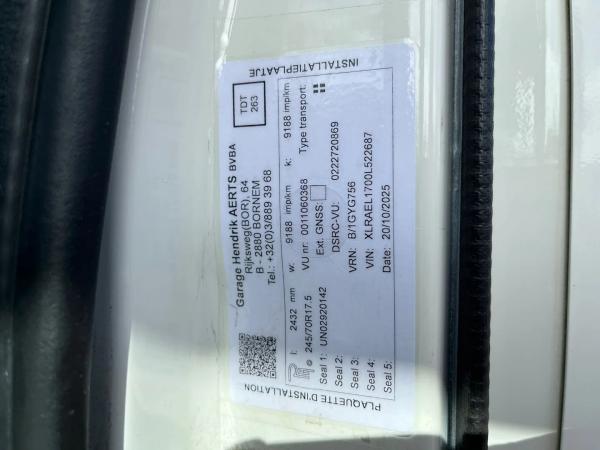 INSTALLATIEPLAATJE
TDT
263
Garage Hendrik AERTS BVBA
Rijksweg(BOR), 64
B - 2880 BORNEM
Tel.: +32(0)3/889 39 68
l: 2432 mm w: 9188 imp/km k: 9188 imp/km
245/70R17.5 VU nr: 0011060368 Type transport:
Seal 1: UN02920142 Ext. GNSS:
Seal 2: DSRC-VU: 0222720869
Seal 3: VRN: B/1GYG756
Seal 4: VIN: XLRAEL1700L522687
Seal 5: Date: 20/10/2025
PLAQUETTE D'INSTALLATION